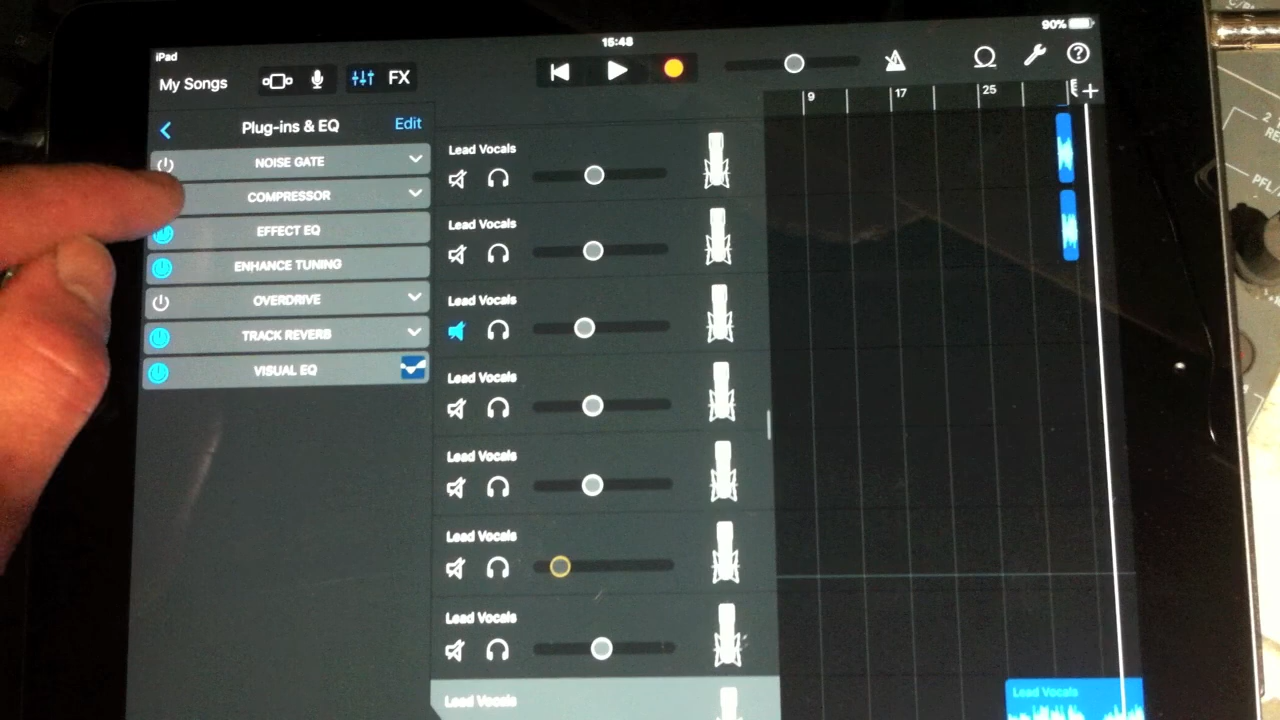 iPad
15:48
90%
My Songs
FX
9
17
25
Plug-ins & EQ
Edit
NOISE GATE
COMPRESSOR
EFFECT EQ
ENHANCE TUNING
OVERDRIVE
TRACK REVERB
VISUAL EQ
Lead Vocals
Lead Vocals
Lead Vocals
Lead Vocals
Lead Vocals
Lead Vocals
Lead Vocals
Lead Vocals
Lead Vocals
PFL/